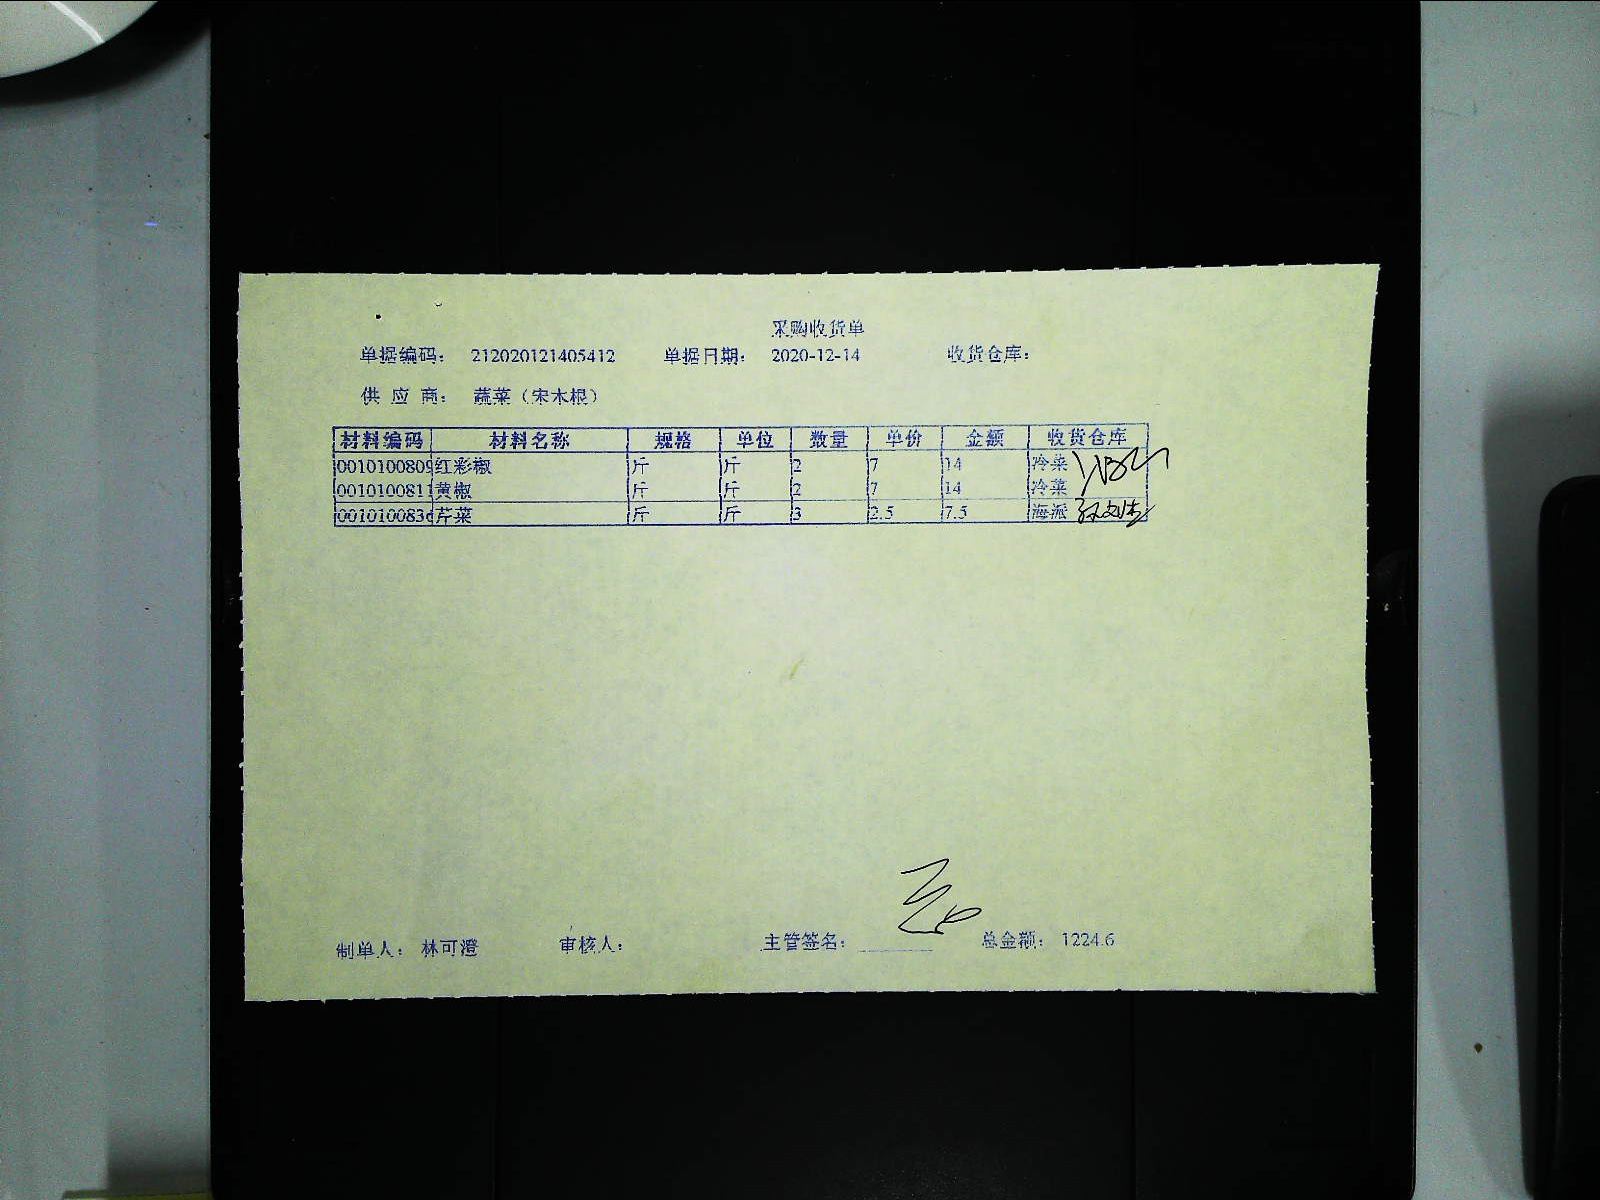 采购收货单
单据编码： 212020121405412 单据日期： 2020-12-14 收货仓库：
供 应 商： 蔬菜（宋木根）
材料编码 材料名称 规格 单位 数量 单价 金额 收货仓库
0010100809 红彩椒 斤 斤 2 7 14 冷菜
0010100811 黄椒 斤 斤 2 7 14 冷菜
001010083 芹菜 斤 斤 3 2.5 7.5 海派
制单人： 林可澄 审核人： 主管签名： 总金额： 1224.6